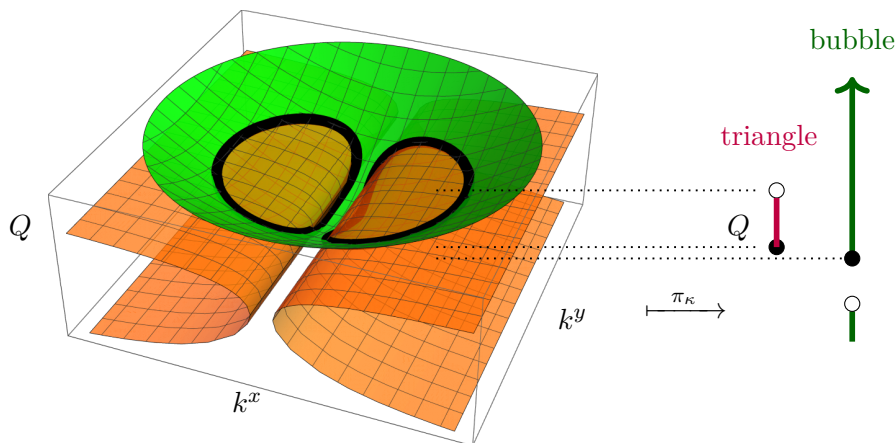 bubble
triangle
Q
Q
π_κ
k^y
k^x